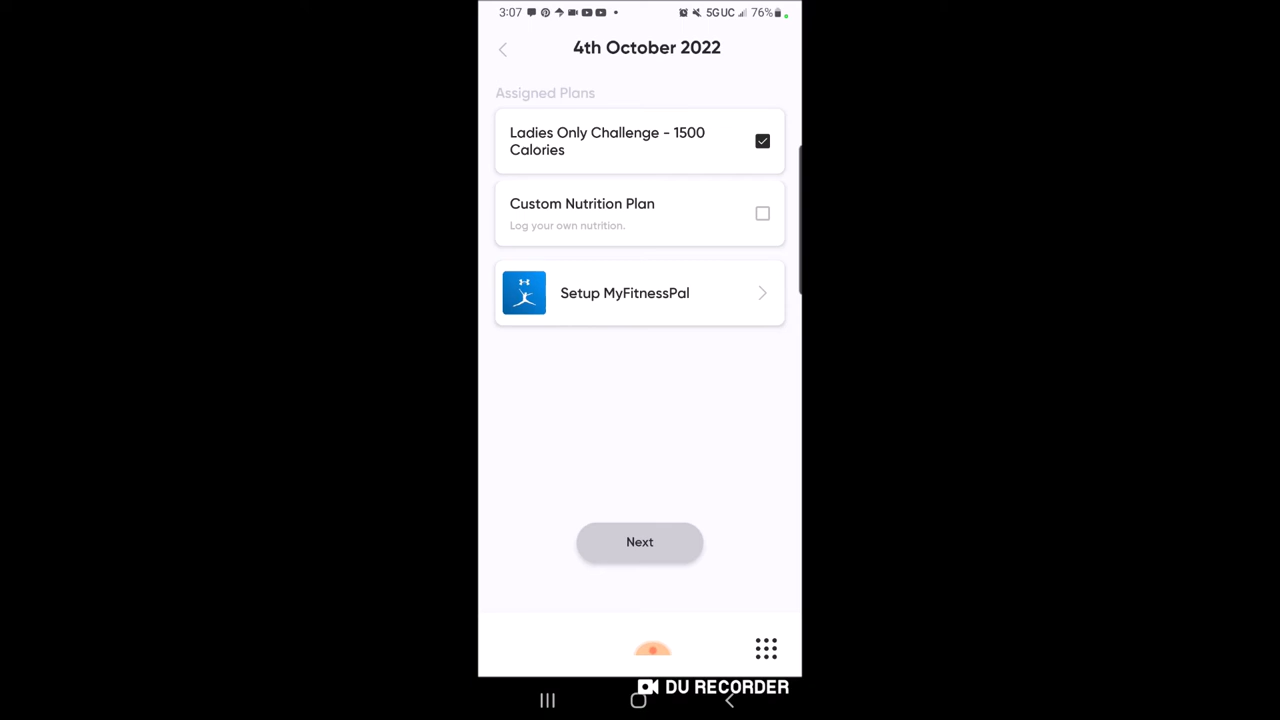 3:07 5GUC 76%
4th October 2022
Assigned Plans
Ladies Only Challenge - 1500
Calories
Custom Nutrition Plan
Log your own nutrition.
Setup MyFitnessPal
Next
DU RECORDER